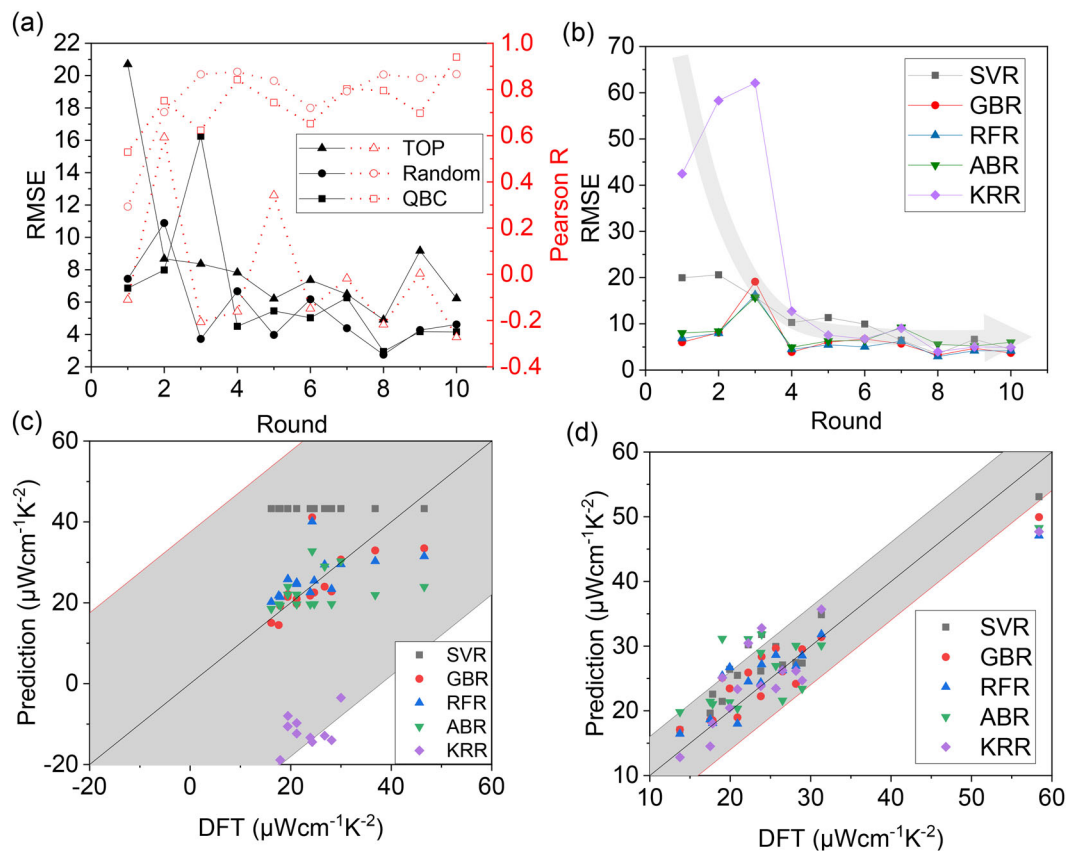 (a)
22
20
18
16
14
12
10
8
6
4
2
RMSE
1.0
0.8
0.6
0.4
0.2
0.0
-0.2
-0.4
Pearson R
TOP
Random
QBC
0 2 4 6 8 10
Round
(b)
70
60
50
40
30
20
10
0
RMSE
SVR
GBR
RFR
ABR
KRR
0 2 4 6 8 10
Round
(c)
60
40
20
0
-20
Prediction (µWcm⁻¹K⁻²)
SVR
GBR
RFR
ABR
KRR
-20 0 20 40 60
DFT (µWcm⁻¹K⁻²)
(d)
60
50
40
30
20
10
Prediction (µWcm⁻¹K⁻²)
SVR
GBR
RFR
ABR
KRR
10 20 30 40 50 60
DFT (µWcm⁻¹K⁻²)